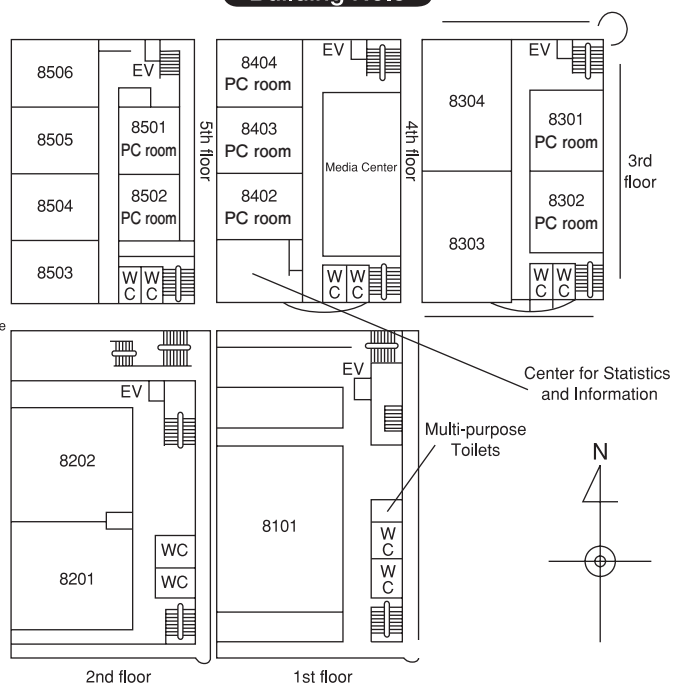 8506
8505
8504
8503
EV
8501
PC room
8502
PC room
W
C
W
C
5th floor
8404
PC room
8403
PC room
8402
PC room
EV
Media Center
W
C
W
C
4th floor
8304
8303
EV
8301
PC room
8302
PC room
W
C
W
C
3rd
floor
Center for Statistics
and Information
EV
8202
8201
WC
WC
2nd floor
EV
8101
Multi-purpose
Toilets
W
C
W
C
1st floor
N